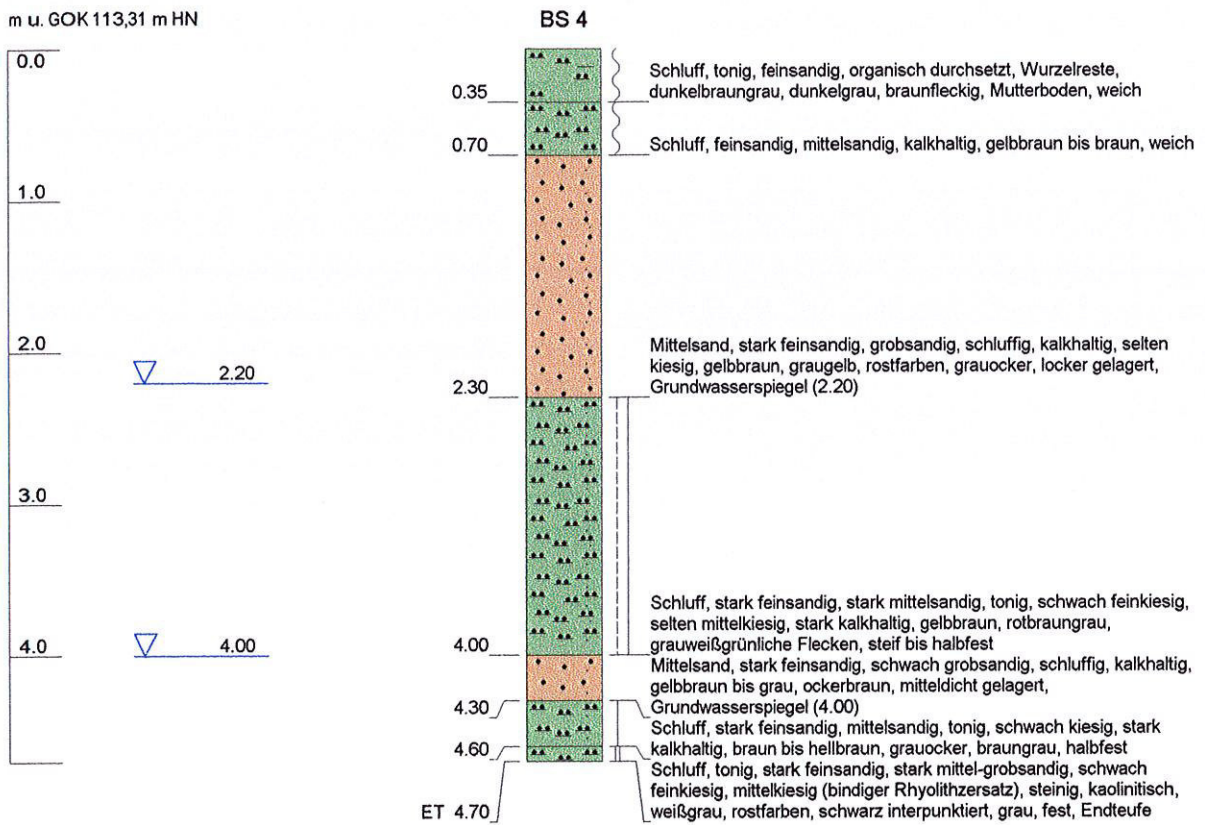 m u. GOK 113,31 m HN
BS 4
0.0
Schluff, tonig, feinsandig, organisch durchsetzt, Wurzelreste,
0.35
dunkelbraungrau, dunkelgrau, braunfleckig, Mutterboden, weich
0.70
Schluff, feinsandig, mittelsandig, kalkhaltig, gelbbraun bis braun, weich
1.0
2.0
Mittelsand, stark feinsandig, grobsandig, schluffig, kalkhaltig, selten
2.20
kiesig, gelbbraun, graugelb, rostfarben, grauocker, locker gelagert,
2.30
Grundwasserspiegel (2.20)
3.0
Schluff, stark feinsandig, stark mittelsandig, tonig, schwach feinkiesig,
selten mittelkiesig, stark kalkhaltig, gelbbraun, rotbraungrau,
4.0
4.00
4.00
grauweißgrünliche Flecken, steif bis halbfest
Mittelsand, stark feinsandig, schwach grobsandig, schluffig, kalkhaltig,
gelbbraun bis grau, ockerbraun, mitteldicht gelagert,
4.30
Grundwasserspiegel (4.00)
Schluff, stark feinsandig, mittelsandig, tonig, schwach kiesig, stark
4.60
kalkhaltig, braun bis hellbraun, grauocker, braungrau, halbfest
Schluff, tonig, stark feinsandig, stark mittel-grobsandig, schwach
feinkiesig, mittelkiesig (bindiger Rhyolithzersatz), steinig, kaolinitisch,
ET 4.70
weißgrau, rostfarben, schwarz interpunktiert, grau, fest, Endteufe